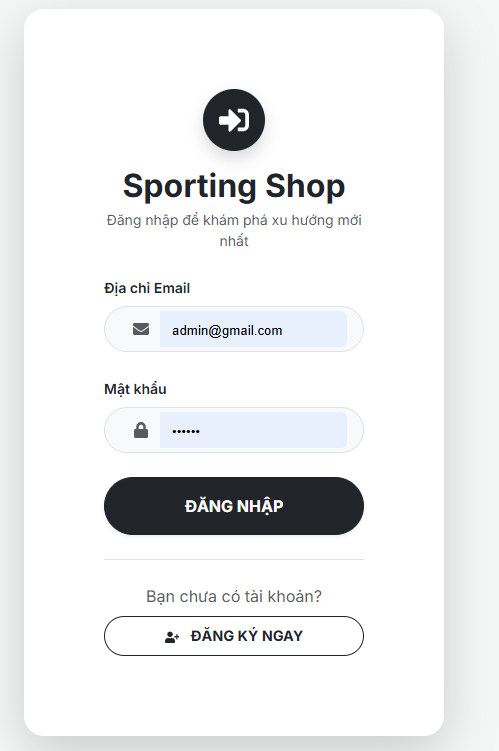 Sporting Shop
Đăng nhập để khám phá xu hướng mới
nhất
Địa chỉ Email
admin@gmail.com
Mật khẩu
••••••
ĐĂNG NHẬP
Bạn chưa có tài khoản?
ĐĂNG KÝ NGAY